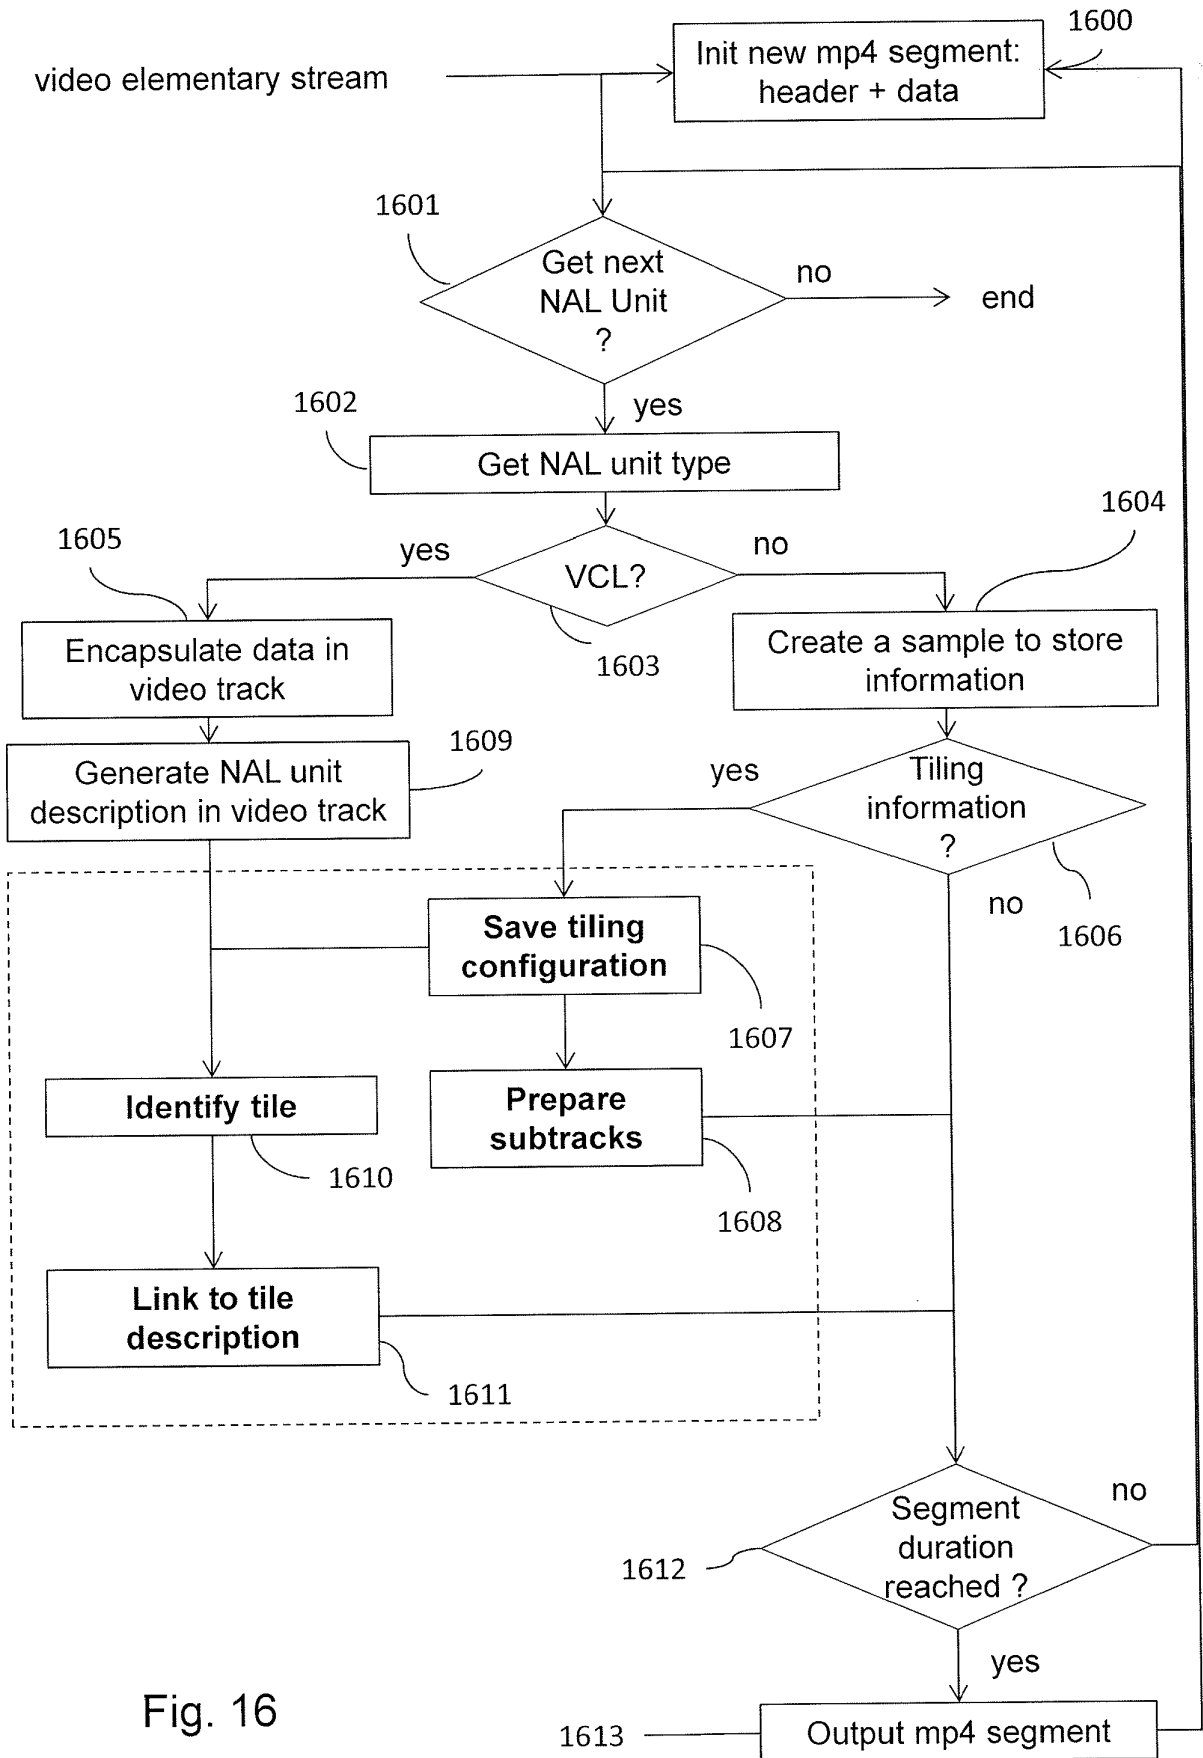 1600
Init new mp4 segment:
header + data
video elementary stream
1601
Get next
NAL Unit
?
no
end
1602
yes
Get NAL unit type
1604
1605
yes
VCL?
no
Encapsulate data in
video track
1603
Create a sample to store
information
1609
Generate NAL unit
description in video track
yes
Tiling
information
?
no
1606
Save tiling
configuration
1607
Identify tile
1610
Prepare
subtracks
1608
Link to tile
description
1611
Segment
duration
reached ?
no
1612
yes
Fig. 16
1613
Output mp4 segment